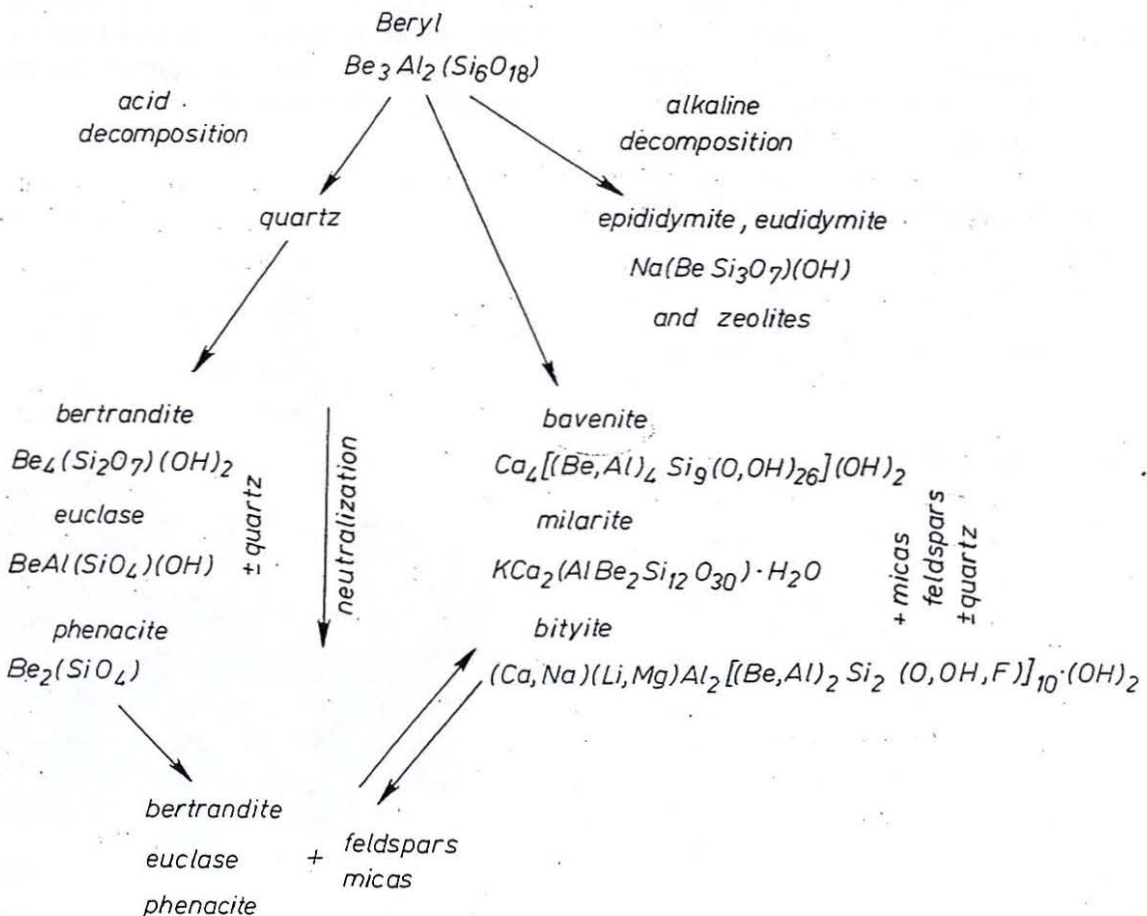 Beryl
Be₃Al₂(Si₆O₁₈)
acid
decomposition
alkaline
decomposition
quartz
epididymite, eudidymite
Na(BeSi₃O₇)(OH)
and zeolites
bertrandite
Be₄(Si₂O₇)(OH)₂
euclase
BeAl(SiO₄)(OH)
phenacite
Be₂(SiO₄)
± quartz
neutralization
bavenite
Ca₄[(Be,Al)₄Si₉(O,OH)₂₆](OH)₂
milarite
KCa₂(AlBe₂Si₁₂O₃₀)·H₂O
bityite
(Ca,Na)(Li,Mg)Al₂[(Be,Al)₂Si₂(O,OH,F)]₁₀·(OH)₂
+ micas
feldspars
± quartz
bertrandite
euclase
phenacite
+
feldspars
micas